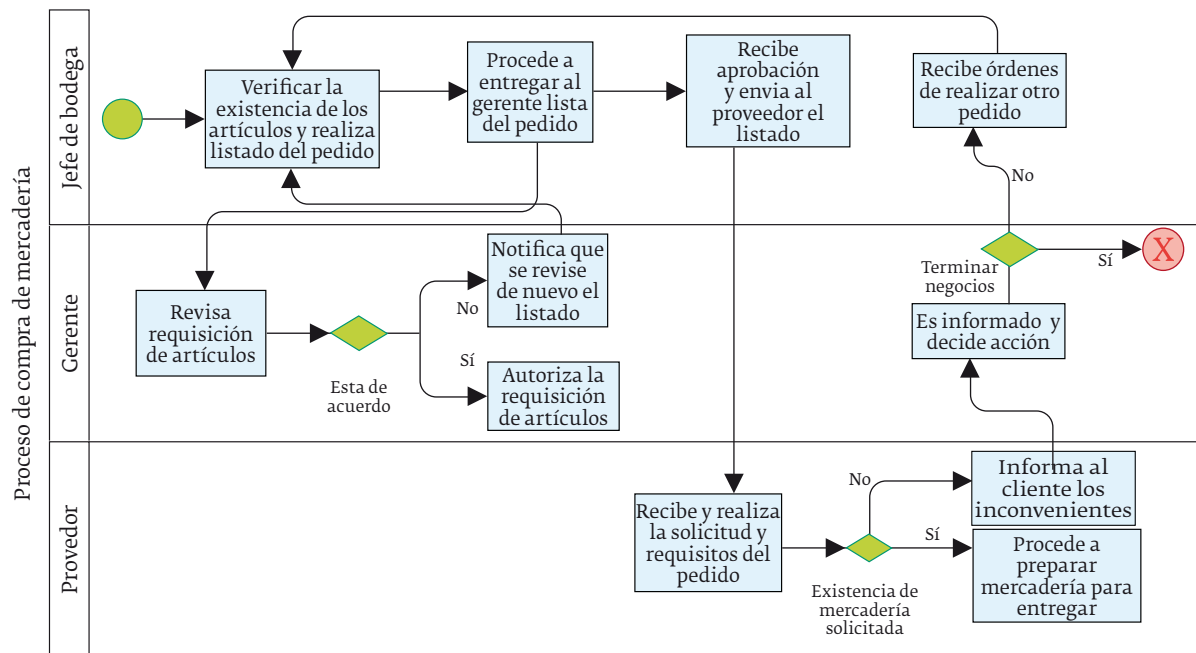 Proceso de compra de mercadería
Jefe de bodega
Verificar la
existencia de los
artículos y realiza
listado del pedido
Procede a
entregar al
gerente lista
del pedido
Recibe
aprobación
y envia al
proveedor el
listado
Recibe órdenes
de realizar otro
pedido
No
Gerente
Revisa
requisición
de artículos
Esta de
acuerdo
No
Notifica que
se revise
de nuevo el
listado
Sí
Autoriza la
requisición
de artículos
Terminar
negocios
Sí
X
Es informado y
decide acción
Provedor
Recibe y realiza
la solicitud y
requisitos del
pedido
Existencia de
mercadería
solicitada
No
Informa al
cliente los
inconvenientes
Sí
Procede a
preparar
mercadería para
entregar